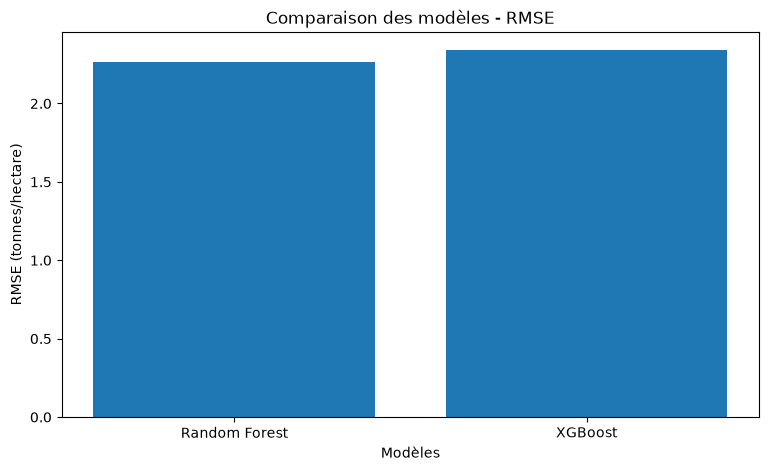 Comparaison des modèles - RMSE
RMSE (tonnes/hectare)
2.0
1.5
1.0
0.5
0.0
Random Forest
XGBoost
Modèles